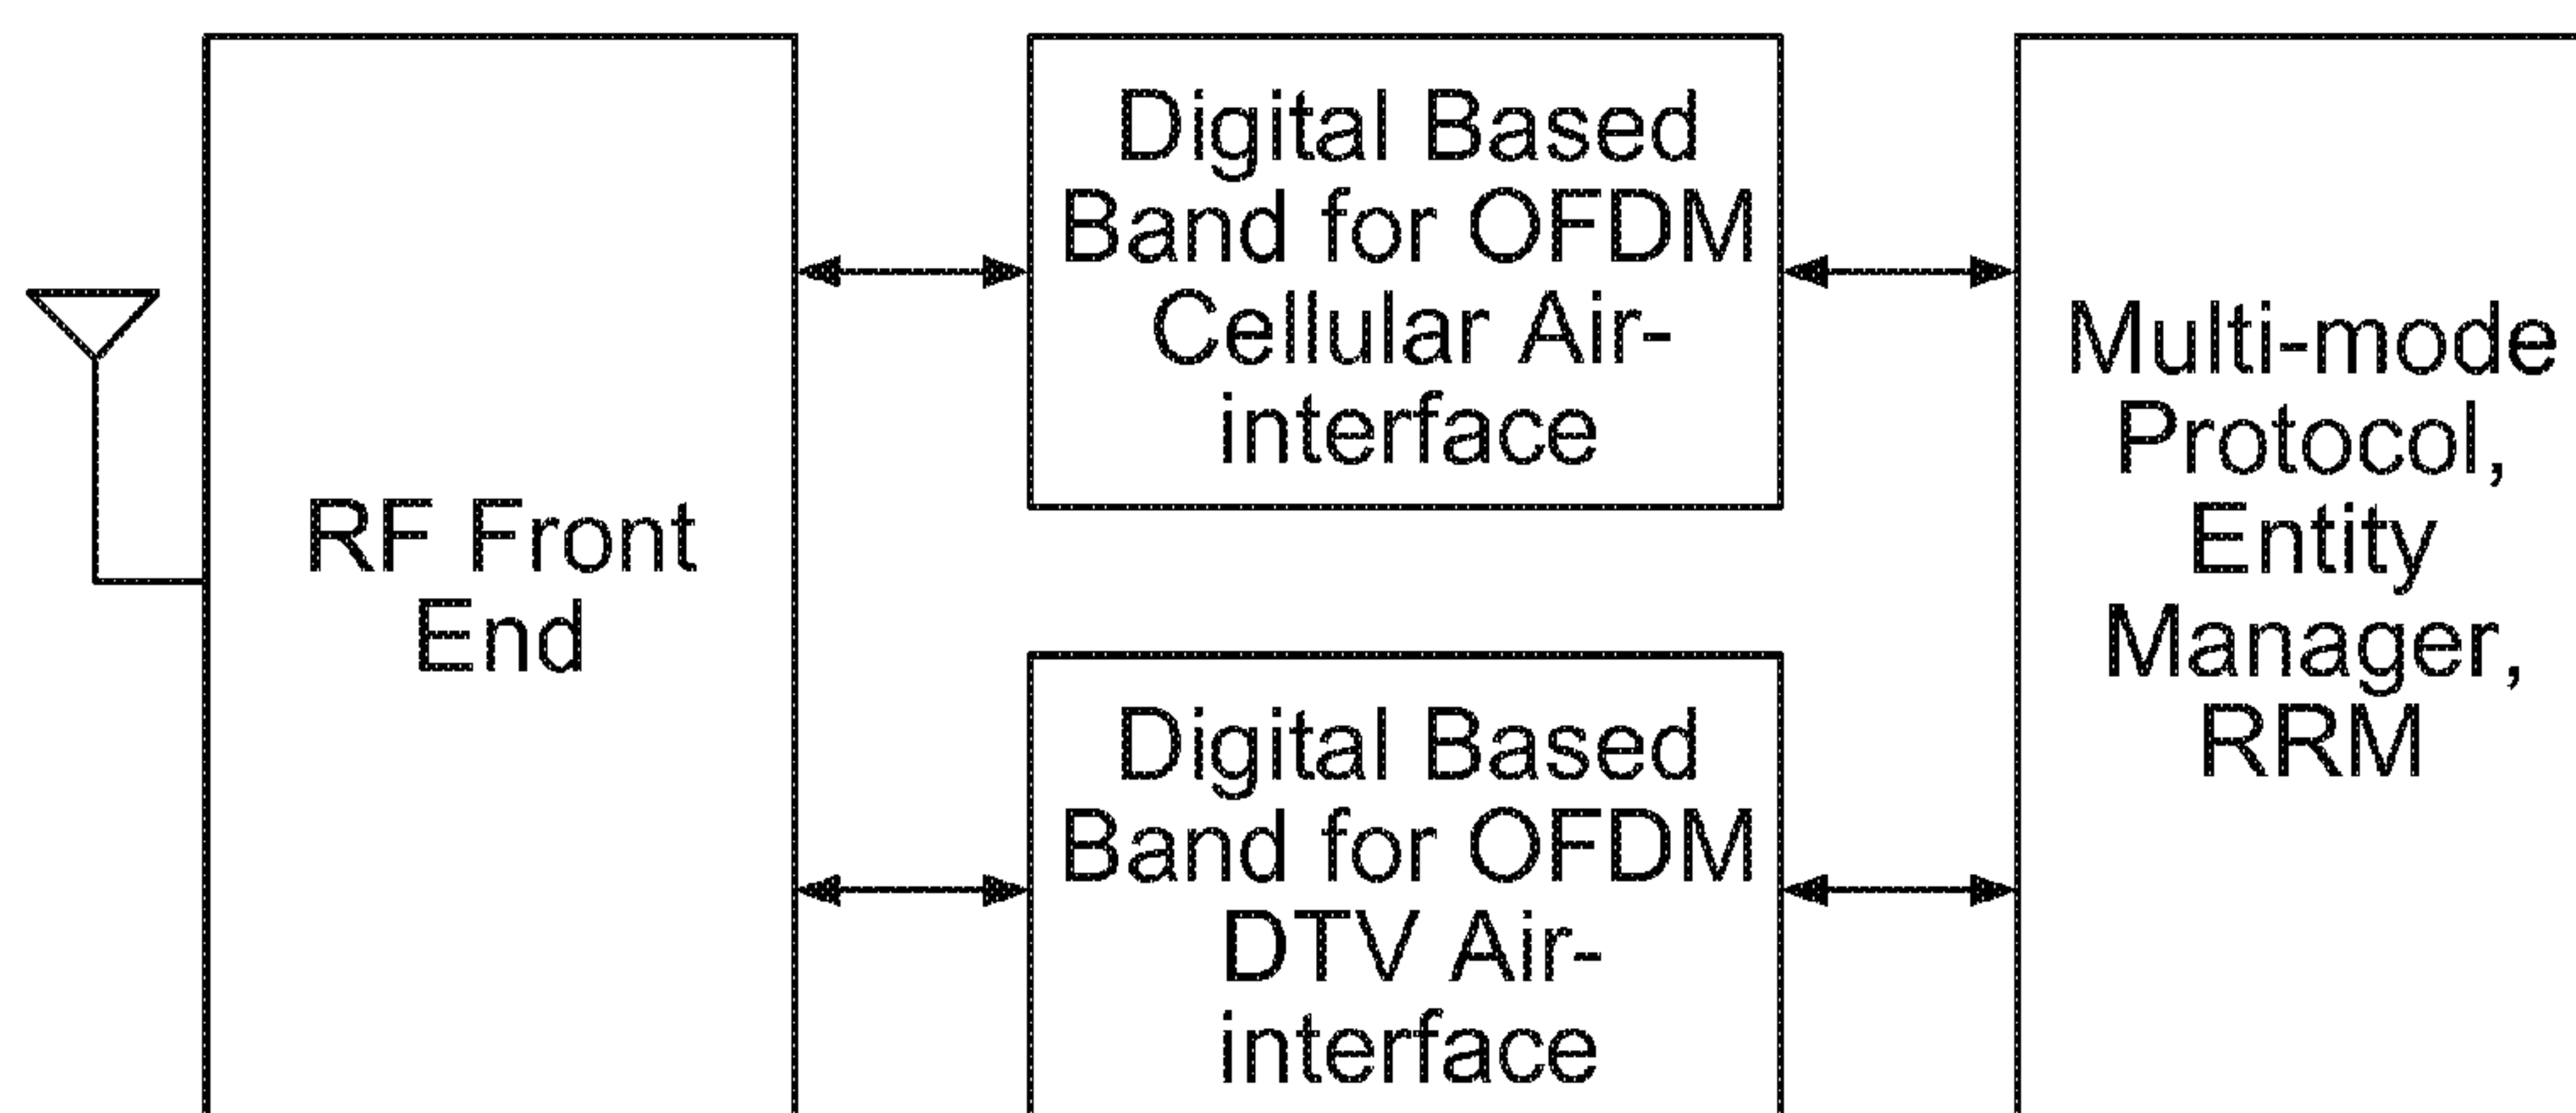 RF Front
End
Digital Based
Band for OFDM
Cellular Air-
interface
Digital Based
Band for OFDM
DTV Air-
interface
Multi-mode
Protocol,
Entity
Manager,
RRM